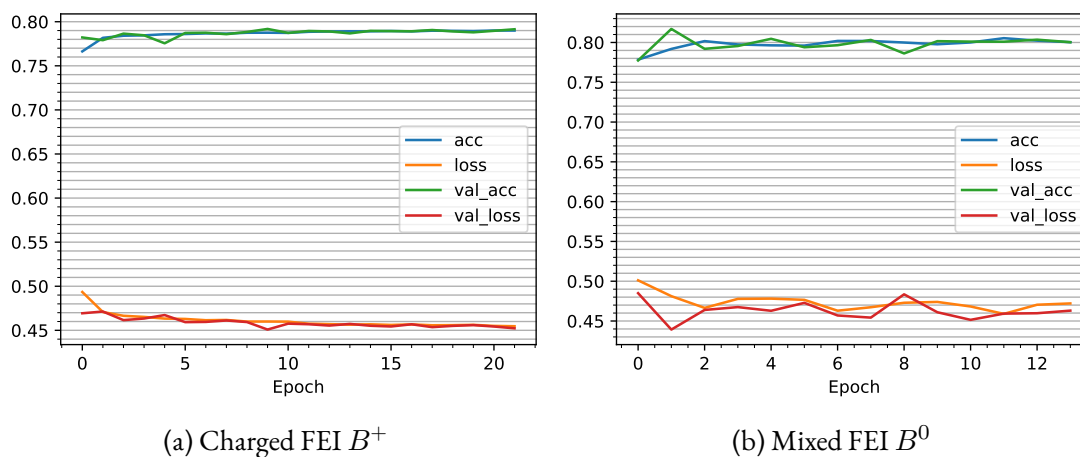 0.80
0.75
0.70
0.65
0.60
0.55
0.50
0.45
acc
loss
val_acc
val_loss
0 5 10 15 20
Epoch
(a) Charged FEI B⁺
0.80
0.75
0.70
0.65
0.60
0.55
0.50
0.45
acc
loss
val_acc
val_loss
0 2 4 6 8 10 12
Epoch
(b) Mixed FEI B⁰